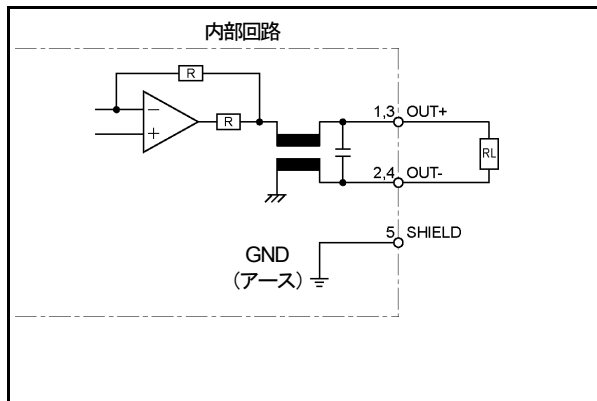 内部回路
R
R
−
+
1,3 OUT+
RL
2,4 OUT-
5 SHIELD
GND
(アース)